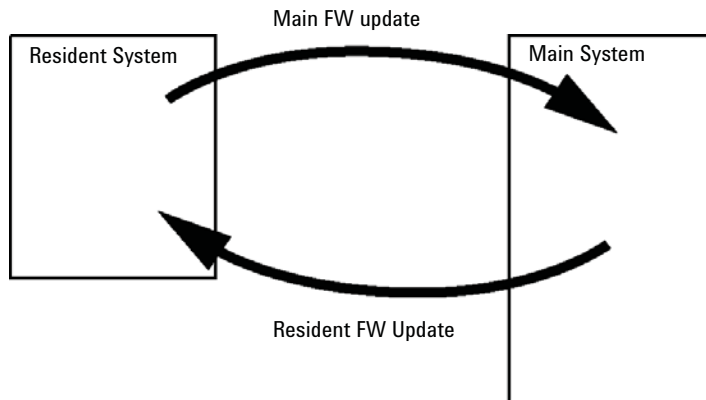 Main FW update
Resident System
Main System
Resident FW Update